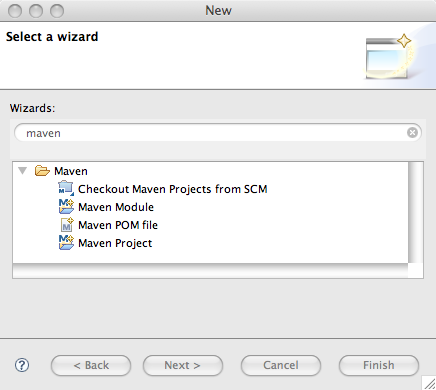 New
Select a wizard
Wizards:
maven
Maven
Checkout Maven Projects from SCM
Maven Module
Maven POM file
Maven Project
? < Back Next > Cancel Finish